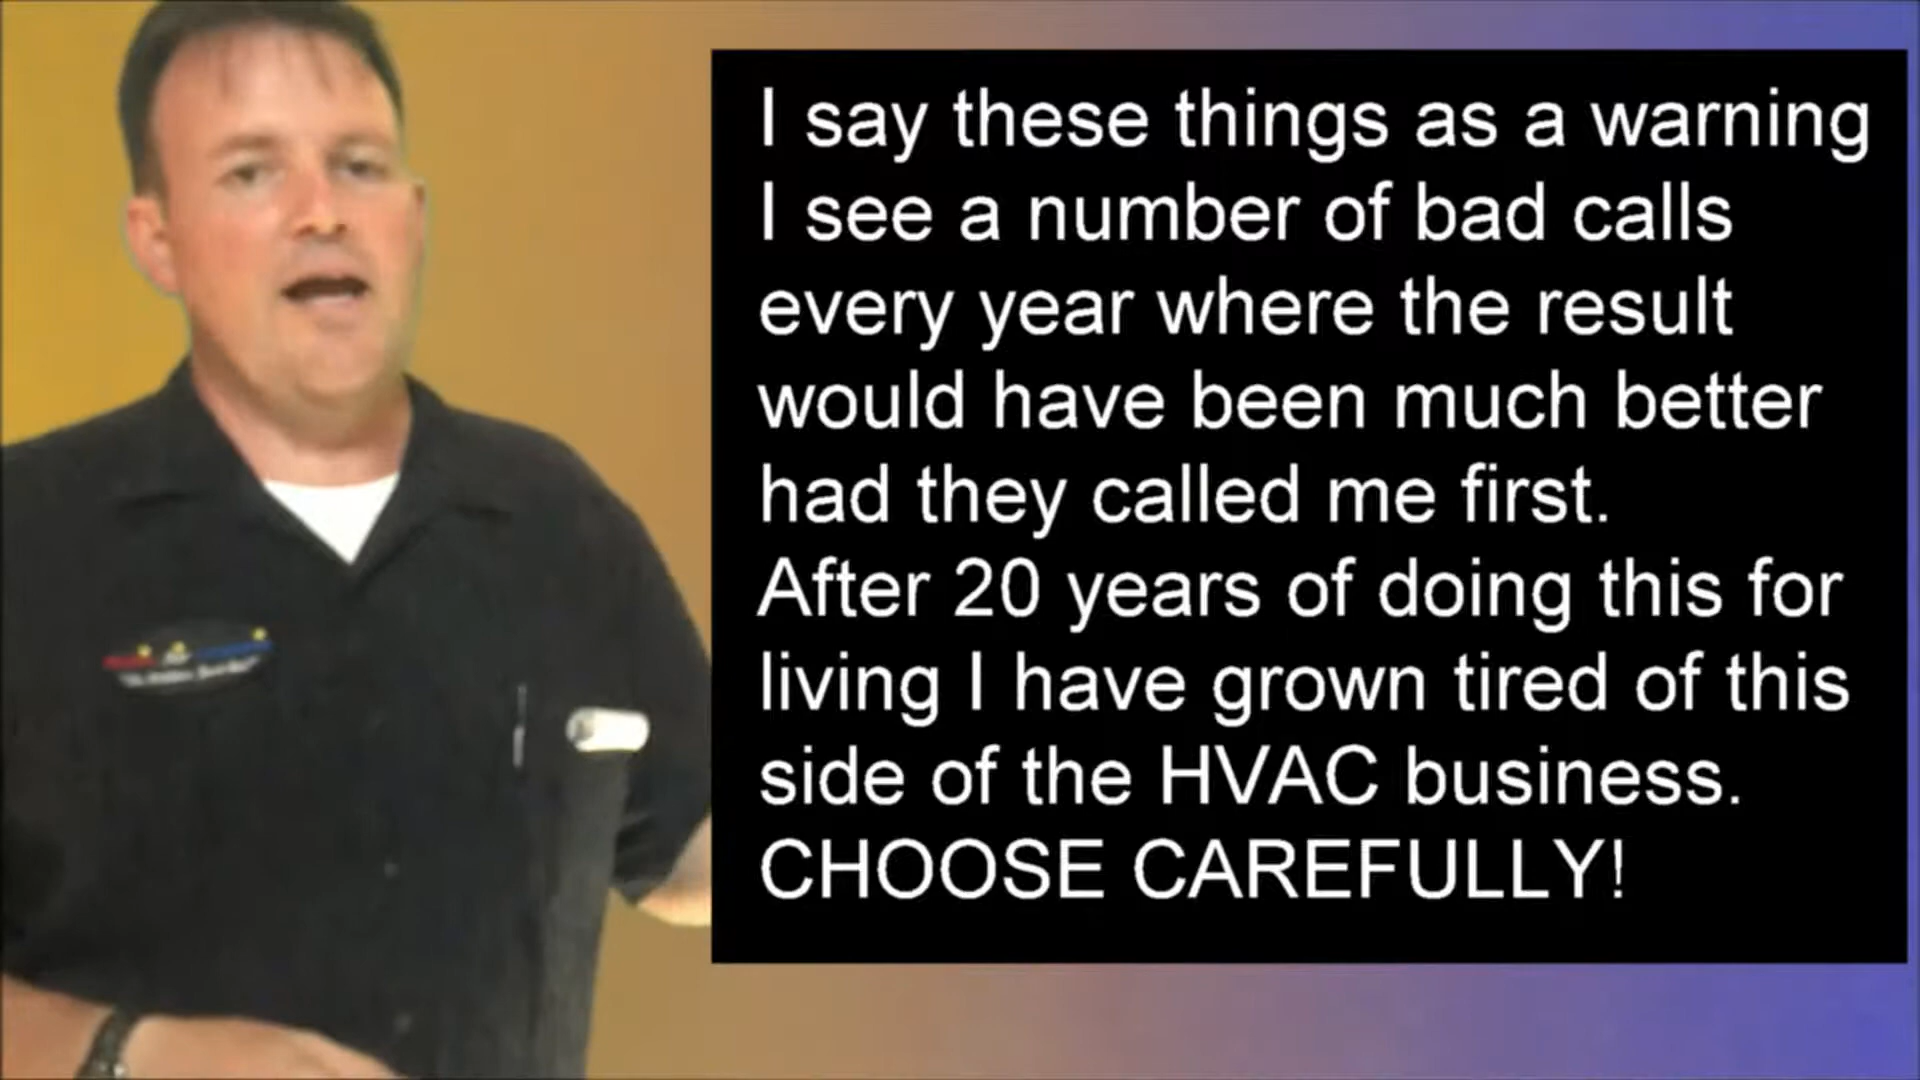 I say these things as a warning
I see a number of bad calls
every year where the result
would have been much better
had they called me first.
After 20 years of doing this for
living I have grown tired of this
side of the HVAC business.
CHOOSE CAREFULLY!